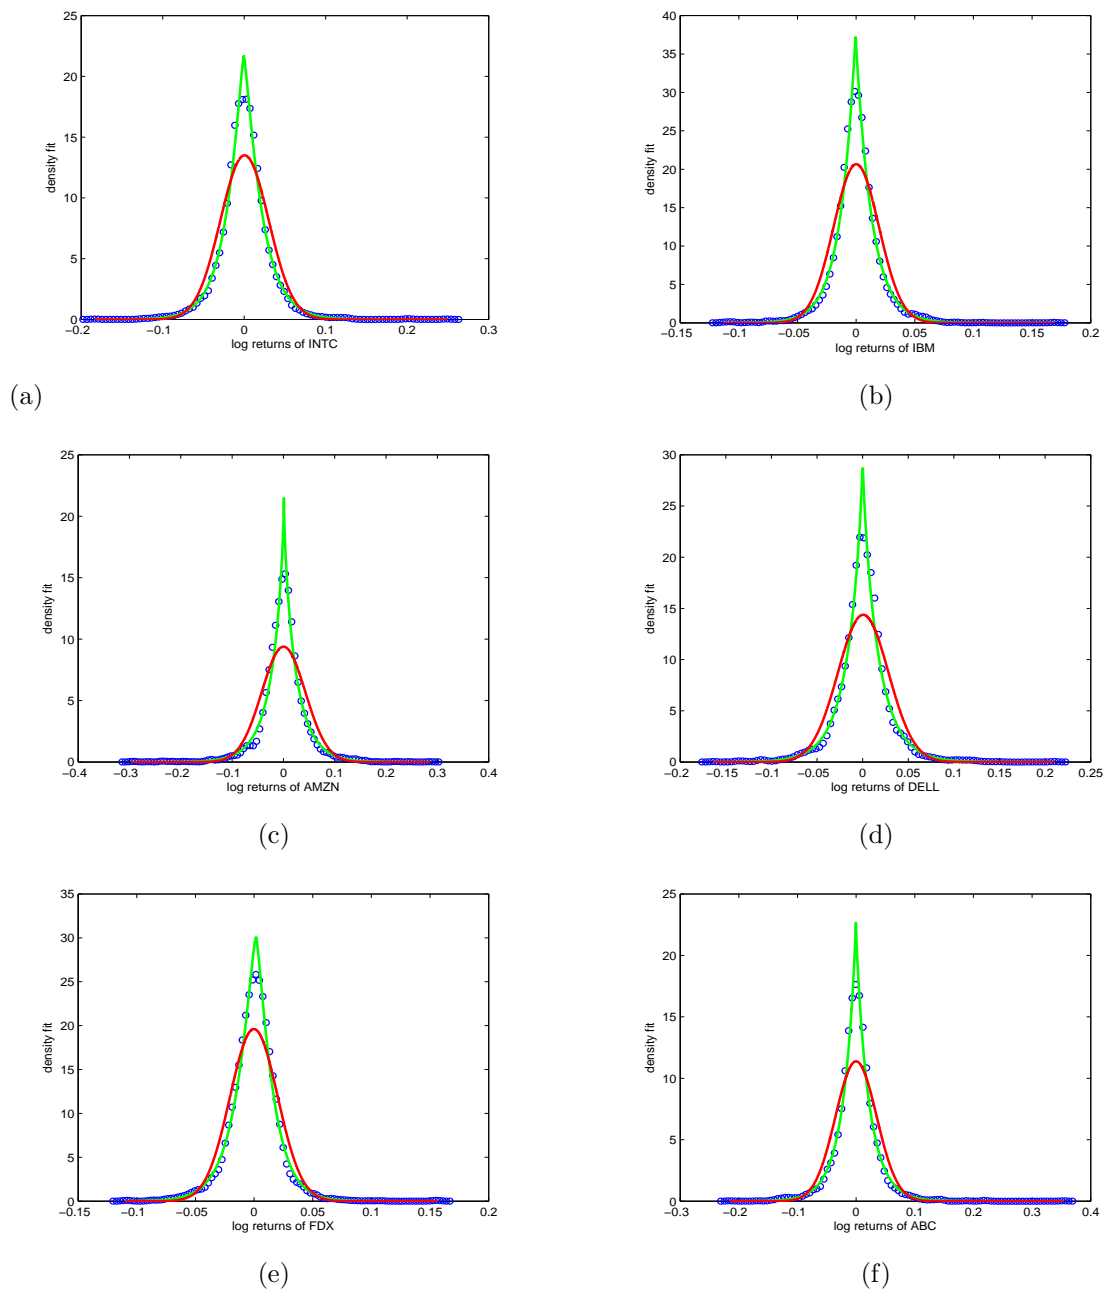 25
20
15
10
5
0
density fit
−0.2 −0.1 0 0.1 0.2 0.3
log returns of INTC
(a)
40
35
30
25
20
15
10
5
0
density fit
−0.15 −0.1 −0.05 0 0.05 0.1 0.15 0.2
log returns of IBM
(b)
25
20
15
10
5
0
density fit
−0.4 −0.3 −0.2 −0.1 0 0.1 0.2 0.3 0.4
log returns of AMZN
(c)
30
25
20
15
10
5
0
density fit
−0.2 −0.15 −0.1 −0.05 0 0.05 0.1 0.15 0.2 0.25
log returns of DELL
(d)
35
30
25
20
15
10
5
0
density fit
−0.15 −0.1 −0.05 0 0.05 0.1 0.15 0.2
log returns of FDX
(e)
25
20
15
10
5
0
density fit
−0.3 −0.2 −0.1 0 0.1 0.2 0.3 0.4
log returns of ABC
(f)